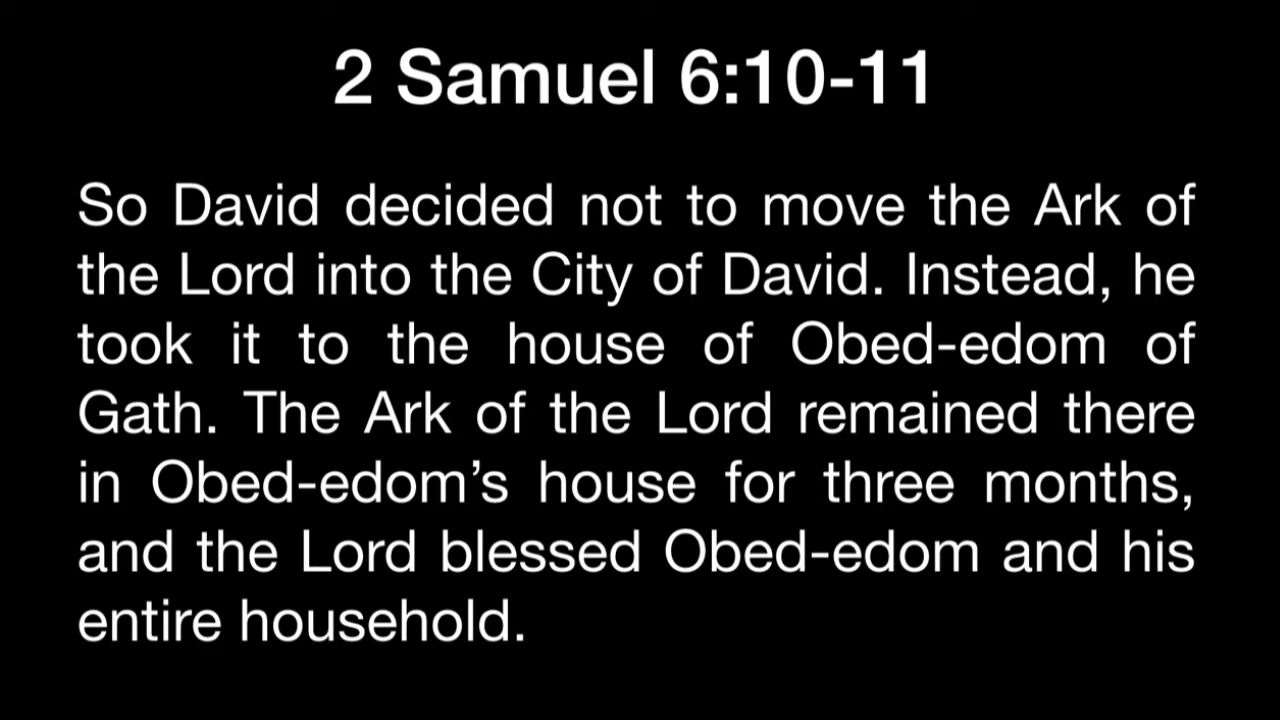 2 Samuel 6:10-11
So David decided not to move the Ark of
the Lord into the City of David. Instead, he
took it to the house of Obed-edom of
Gath. The Ark of the Lord remained there
in Obed-edom’s house for three months,
and the Lord blessed Obed-edom and his
entire household.